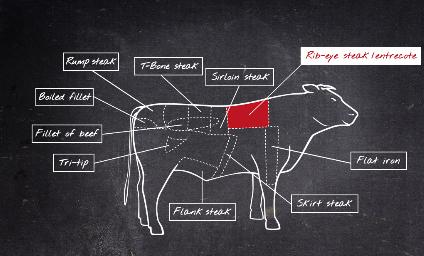 Rib-eye steak (entrecote
Rump steak
T-Bone steak
Sirloin steak
Boiled fillet
Fillet of beef
Tri-tip
Flat iron
Flank steak
Skirt steak